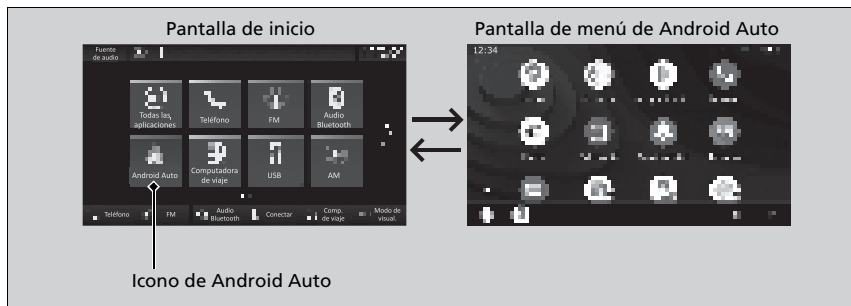 Pantalla de inicio
Pantalla de menú de Android Auto
Fuente
de audio
12:34
Todas las
aplicaciones
Teléfono
FM
Audio
Bluetooth
Android Auto
Computadora
de viaje
USB
AM
Teléfono
FM
Audio
Bluetooth
Conectar
Comp.
de viaje
Modo de
visual.
Icono de Android Auto